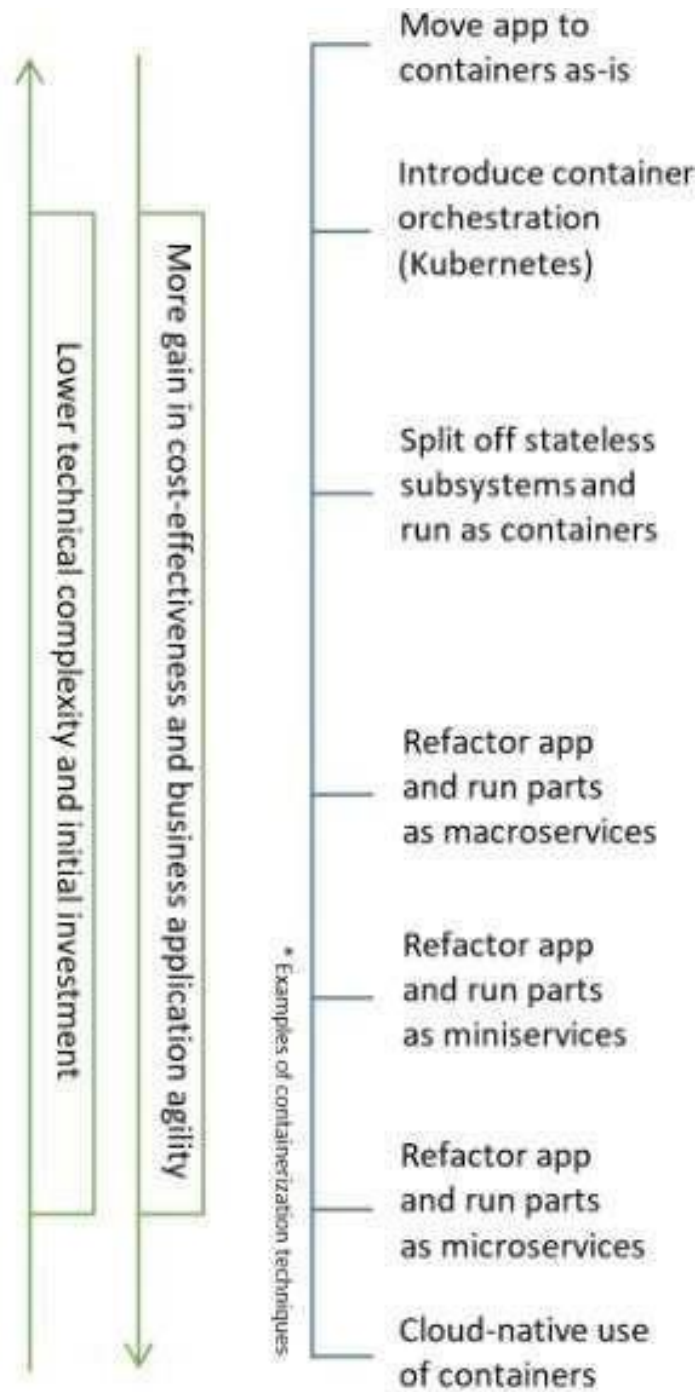 Move app to
containers as-is
Introduce container
orchestration
(Kubernetes)
Split off stateless
subsystems and
run as containers
Refactor app
and run parts
as macroservices
Refactor app
and run parts
as miniservices
Refactor app
and run parts
as microservices
Cloud-native use
of containers
* Examples of containerization techniques
More gain in cost-effectiveness and business application agility
Lower technical complexity and initial investment